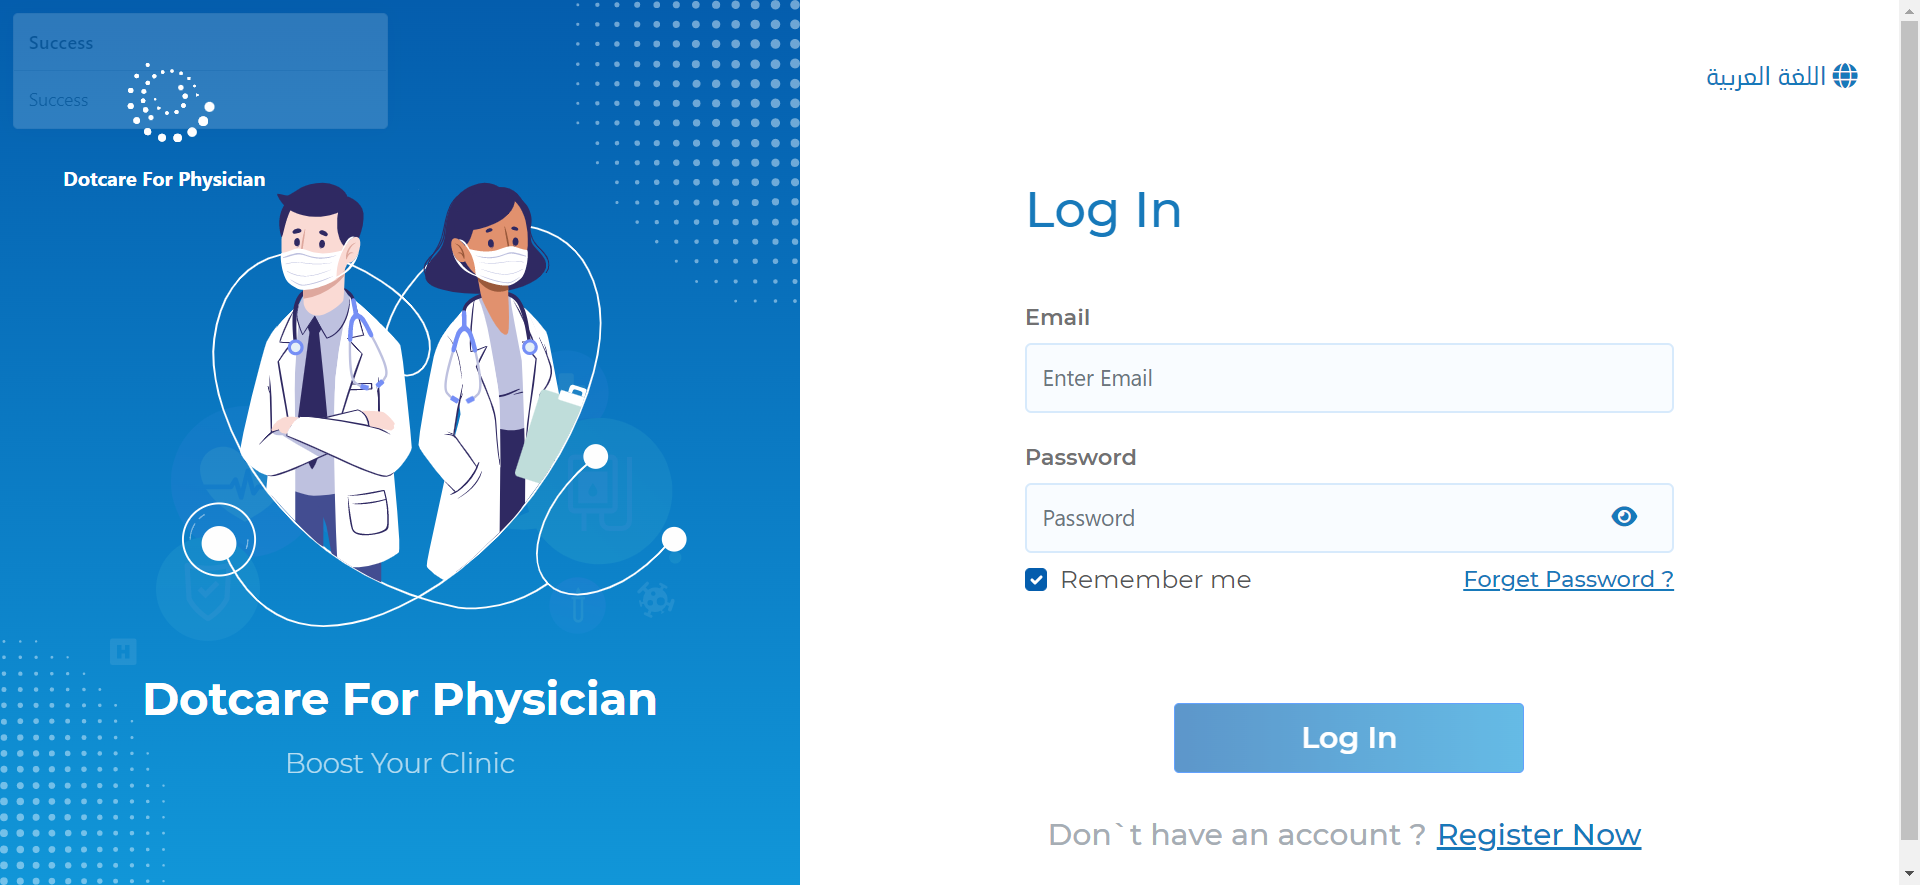 Success
Success
Dotcare For Physician
Dotcare For Physician
Boost Your Clinic
اللغة العربية
Log In
Email
Enter Email
Password
Password
Remember me
Forget Password ?
Log In
Don`t have an account ? Register Now
H